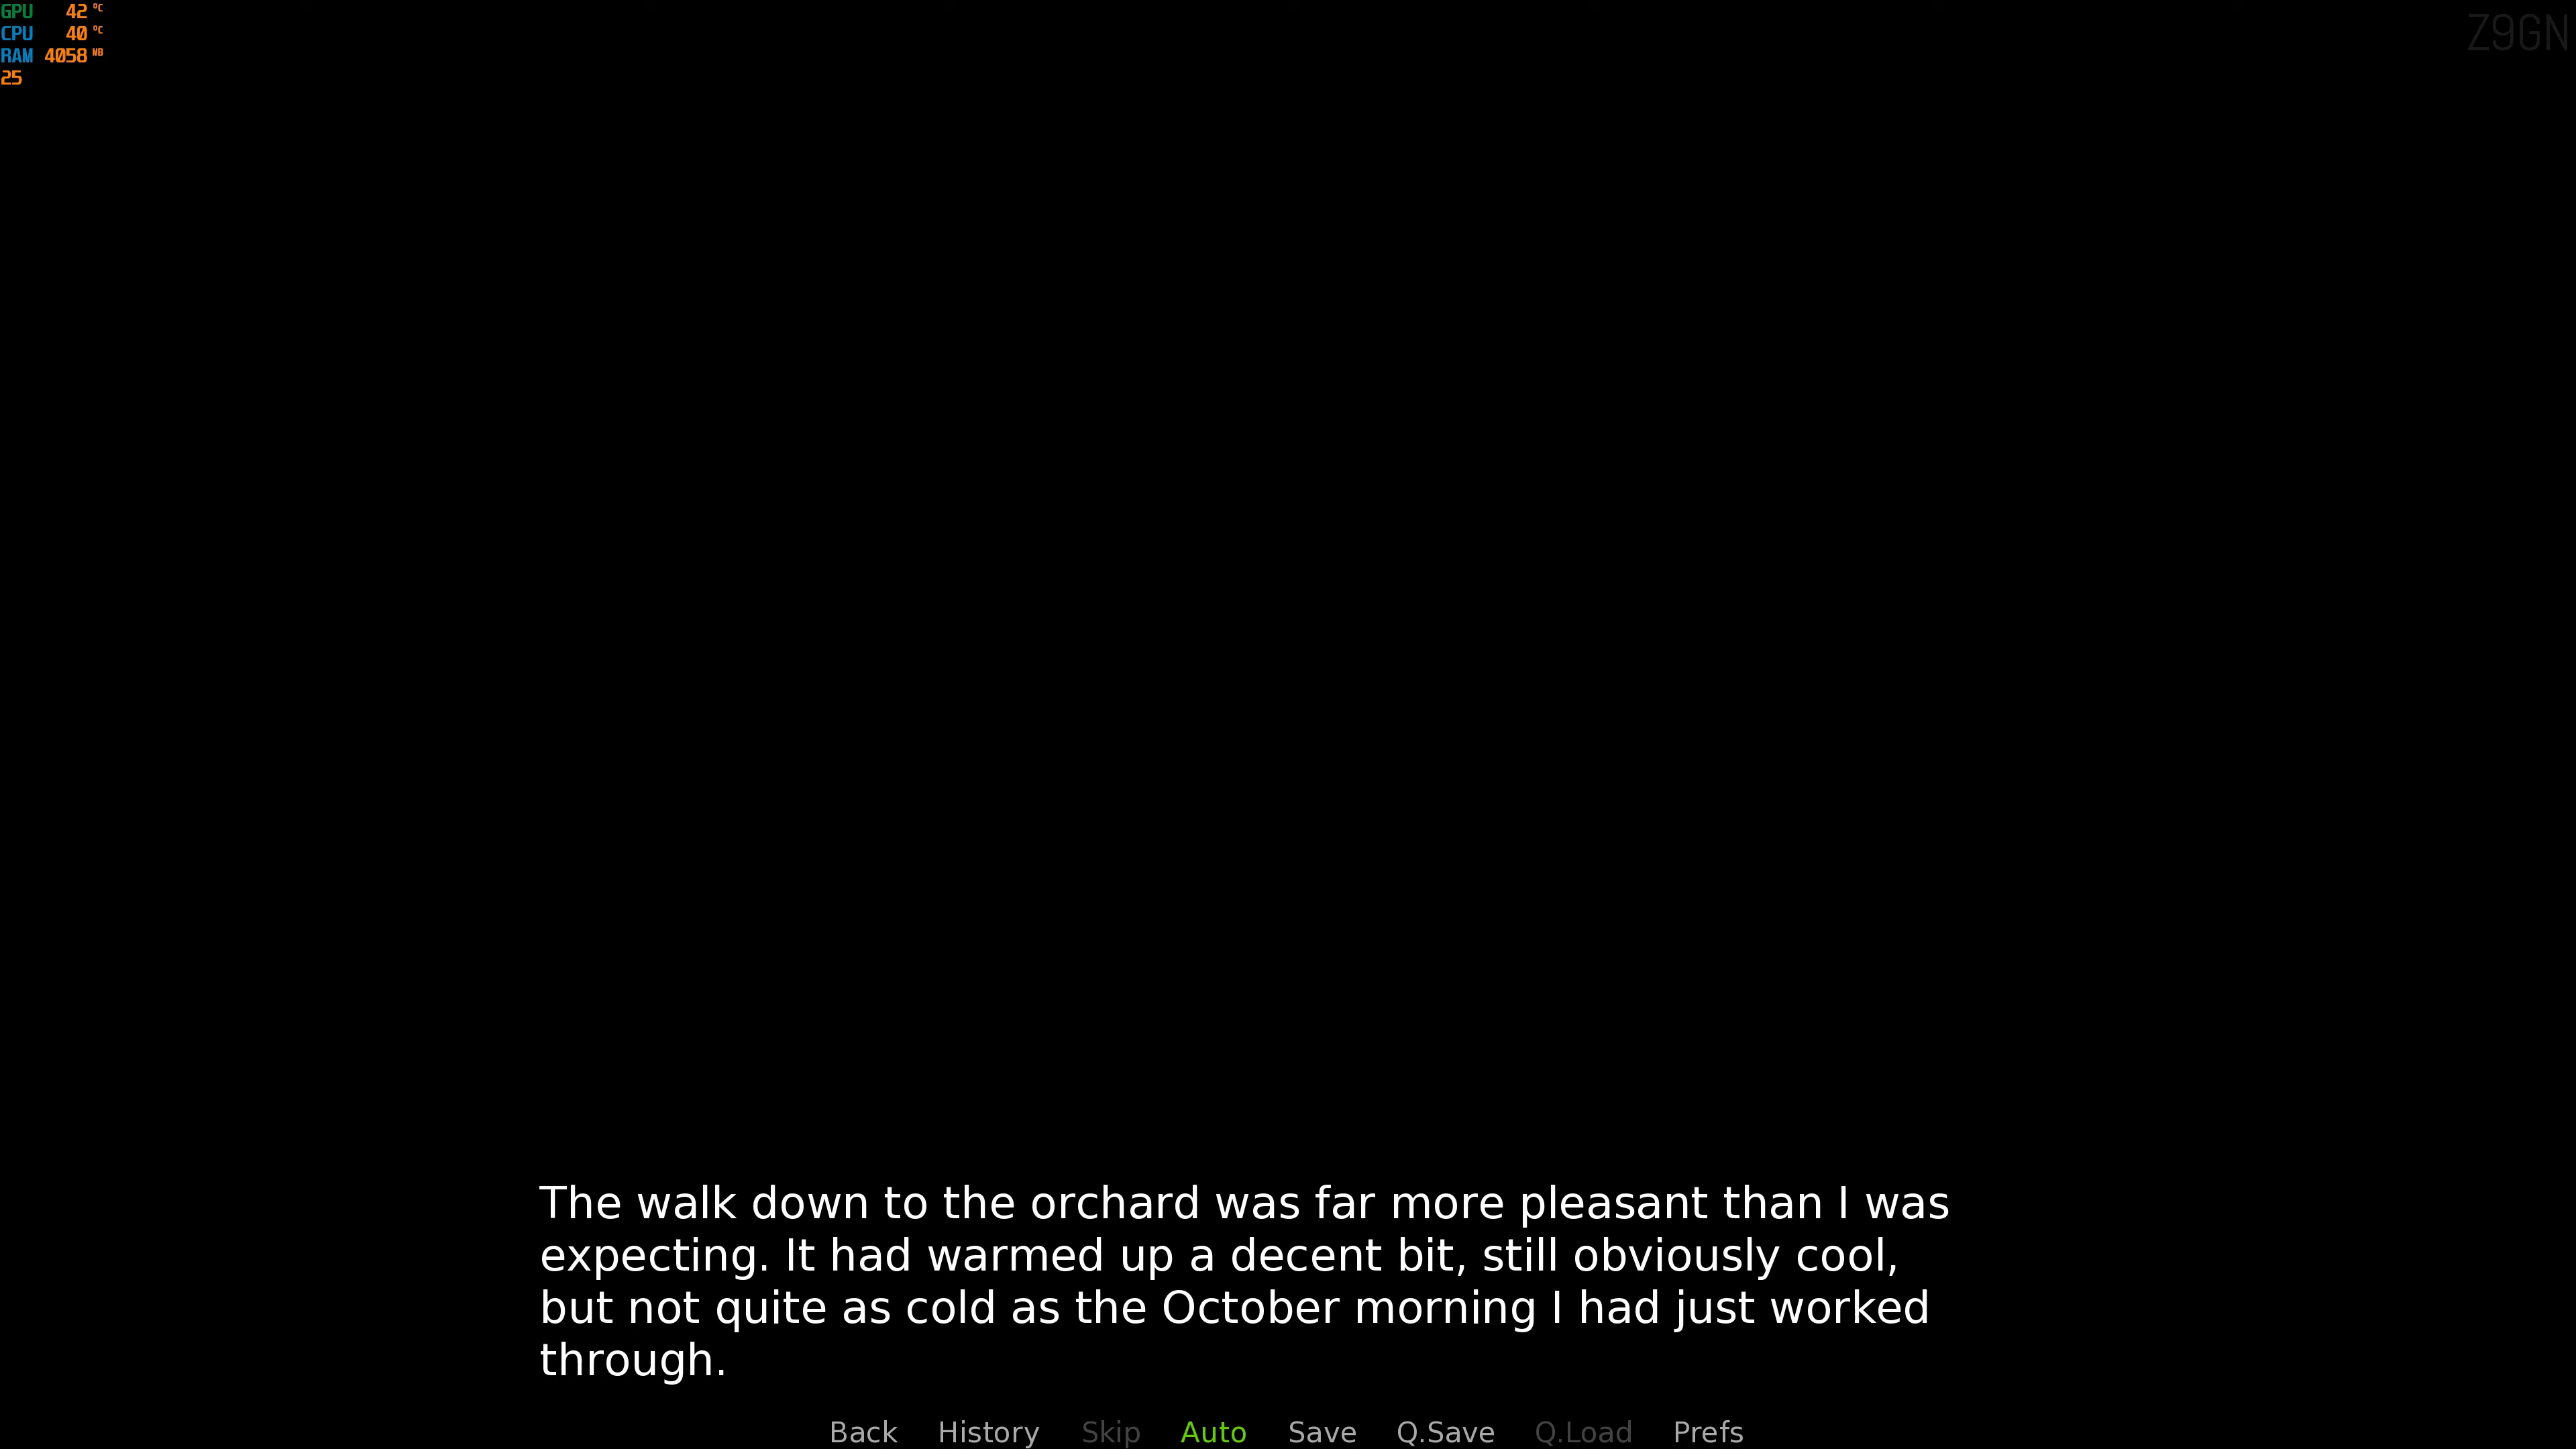 GPU 42 °C
CPU 40 °C
RAM 4058 MB
25
Z9GN
The walk down to the orchard was far more pleasant than I was
expecting. It had warmed up a decent bit, still obviously cool,
but not quite as cold as the October morning I had just worked
through.
Back History Skip Auto Save Q.Save Q.Load Prefs